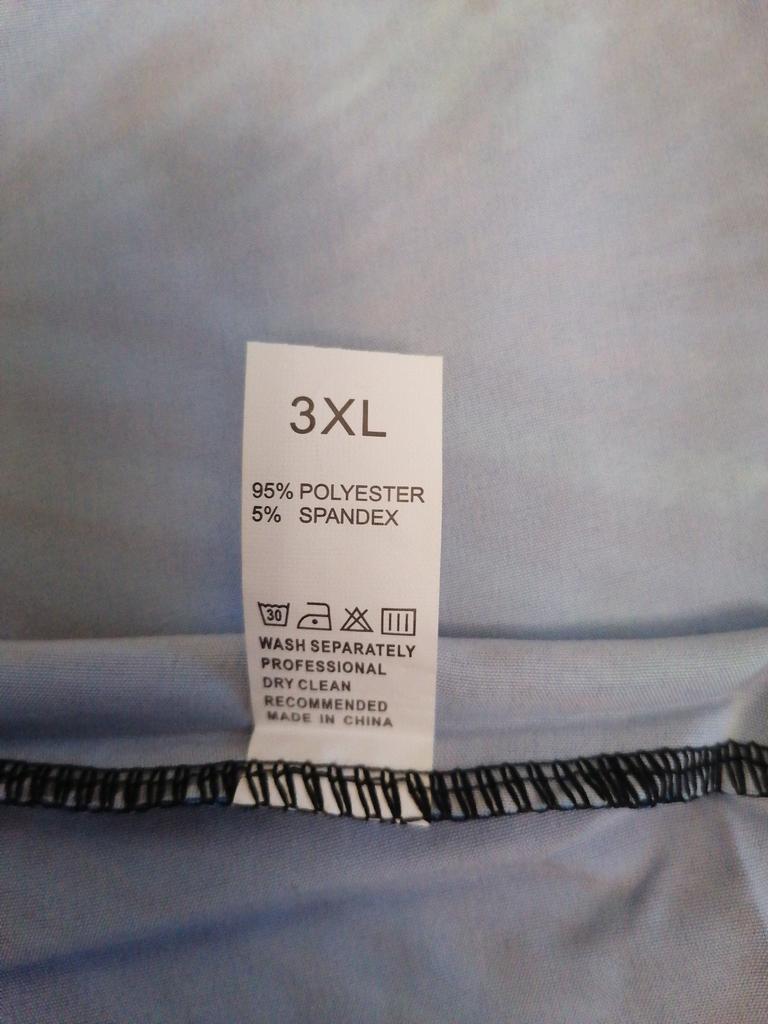 3XL
95% POLYESTER
5% SPANDEX
30
WASH SEPARATELY
PROFESSIONAL
DRY CLEAN
RECOMMENDED
MADE IN CHINA